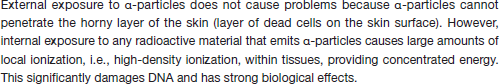 External exposure to α-particles does not cause problems because α-particles cannot
penetrate the horny layer of the skin (layer of dead cells on the skin surface). However,
internal exposure to any radioactive material that emits α-particles causes large amounts of
local ionization, i.e., high-density ionization, within tissues, providing concentrated energy.
This significantly damages DNA and has strong biological effects.